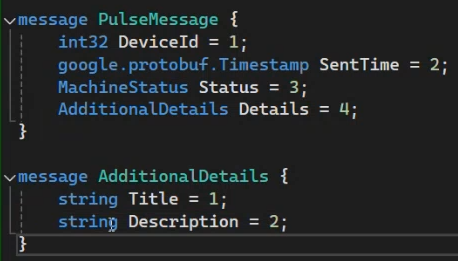 message PulseMessage {
int32 DeviceId = 1;
google.protobuf.Timestamp SentTime = 2;
MachineStatus Status = 3;
AdditionalDetails Details = 4;
}
message AdditionalDetails {
string Title = 1;
string Description = 2;
}